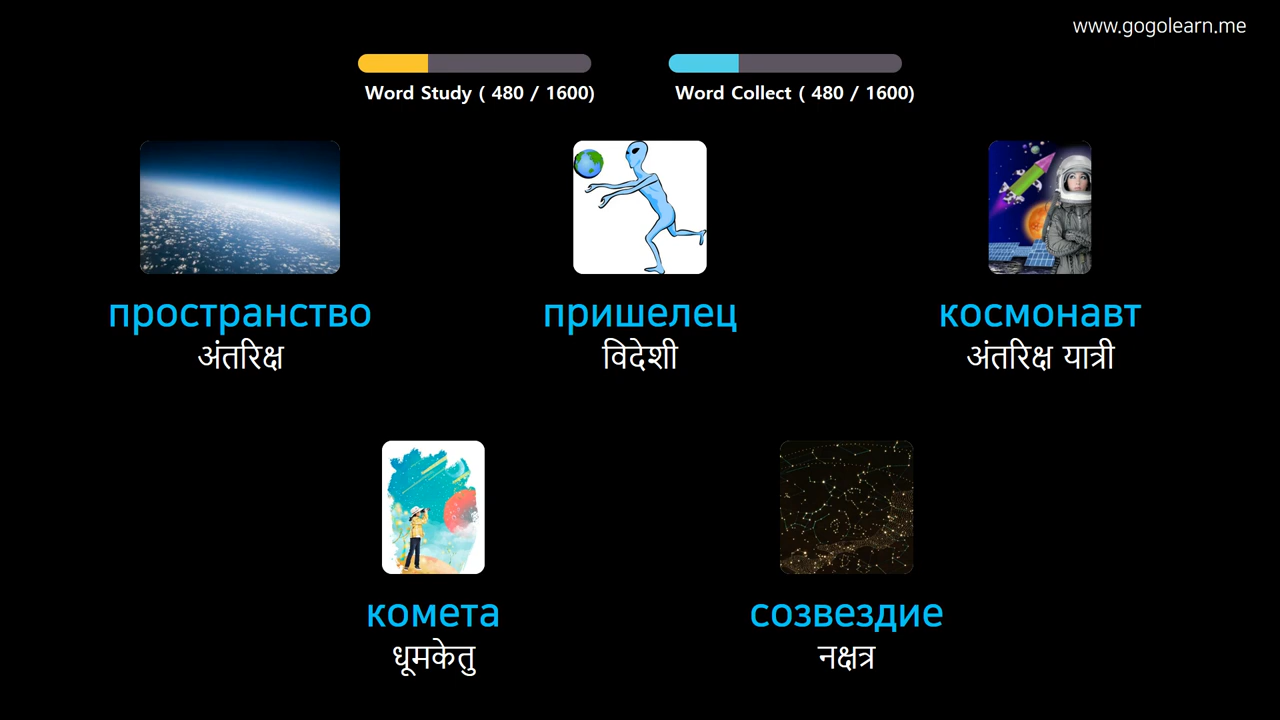 www.gogolearn.me
Word Study ( 480 / 1600)
Word Collect ( 480 / 1600)
пространство
अंतरिक्ष
пришелец
विदेशी
космонавт
अंतरिक्ष यात्री
комета
धूमकेतु
созвездие
नक्षत्र